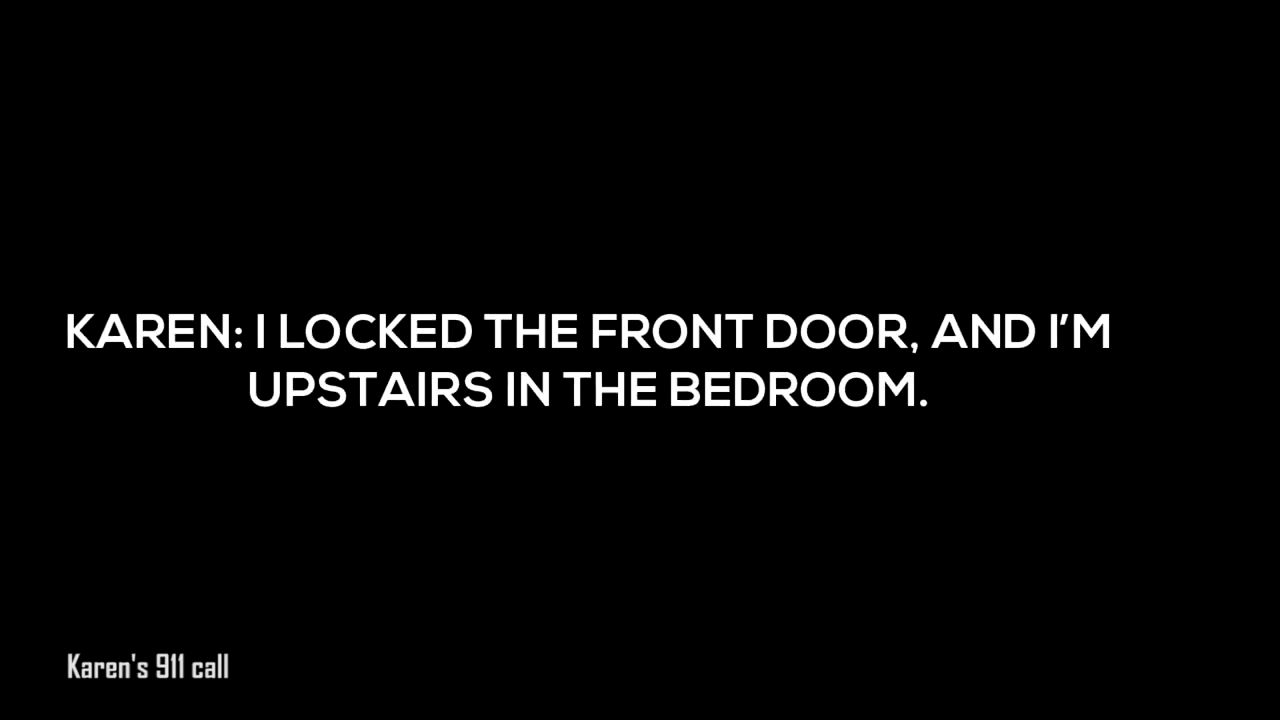 KAREN: I LOCKED THE FRONT DOOR, AND I’M
UPSTAIRS IN THE BEDROOM.
Karen's 911 call